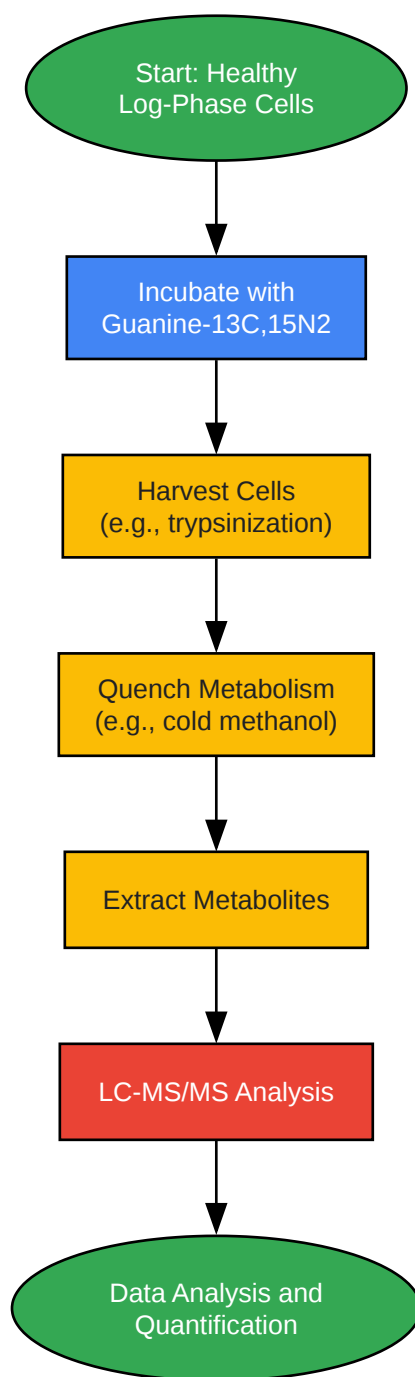 Start: Healthy
Log-Phase Cells
Incubate with
Guanine-13C,15N2
Harvest Cells
(e.g., trypsinization)
Quench Metabolism
(e.g., cold methanol)
Extract Metabolites
LC-MS/MS Analysis
Data Analysis and
Quantification